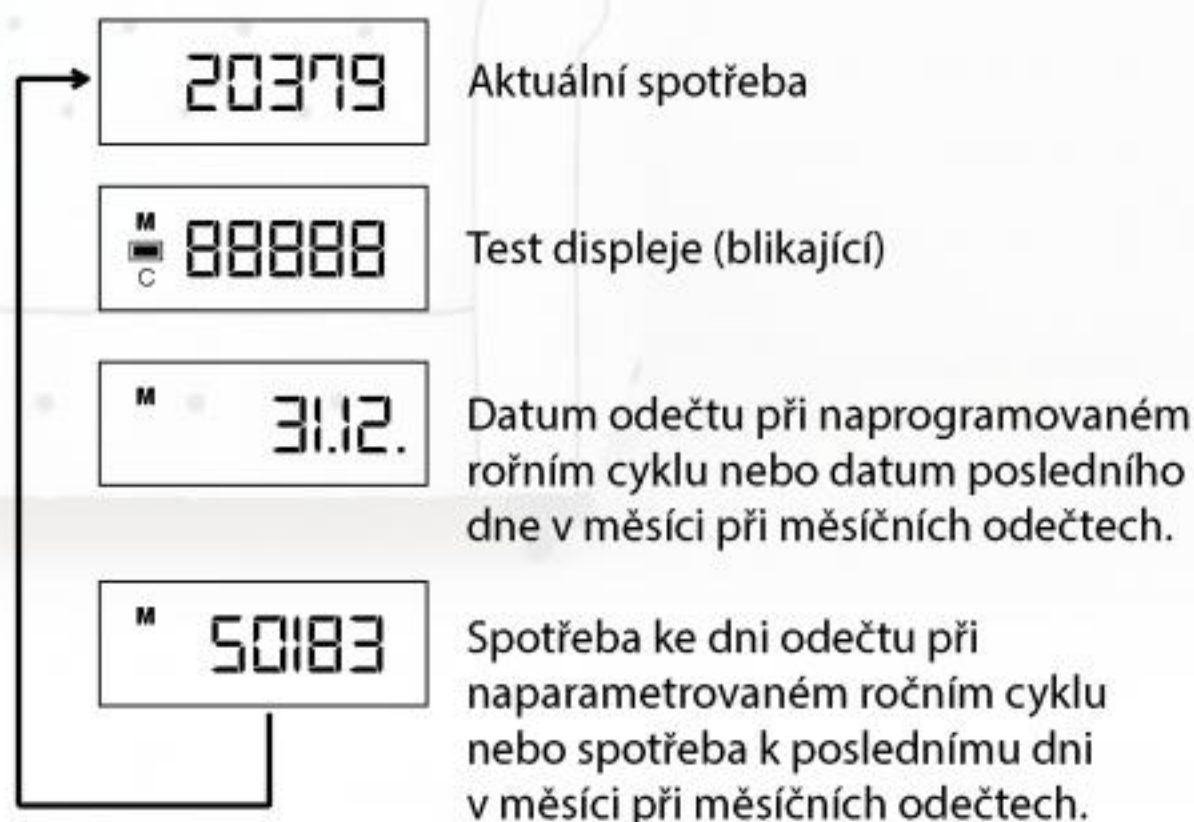 20379
Aktuální spotřeba
M
88888
C
Test displeje (blikající)
M
31.12.
Datum odečtu při naprogramovaném
rořním cyklu nebo datum posledního
dne v měsíci při měsíčních odečtech.
M
50183
Spotřeba ke dni odečtu při
naparametrovaném ročním cyklu
nebo spotřeba k poslednímu dni
v měsíci při měsíčních odečtech.